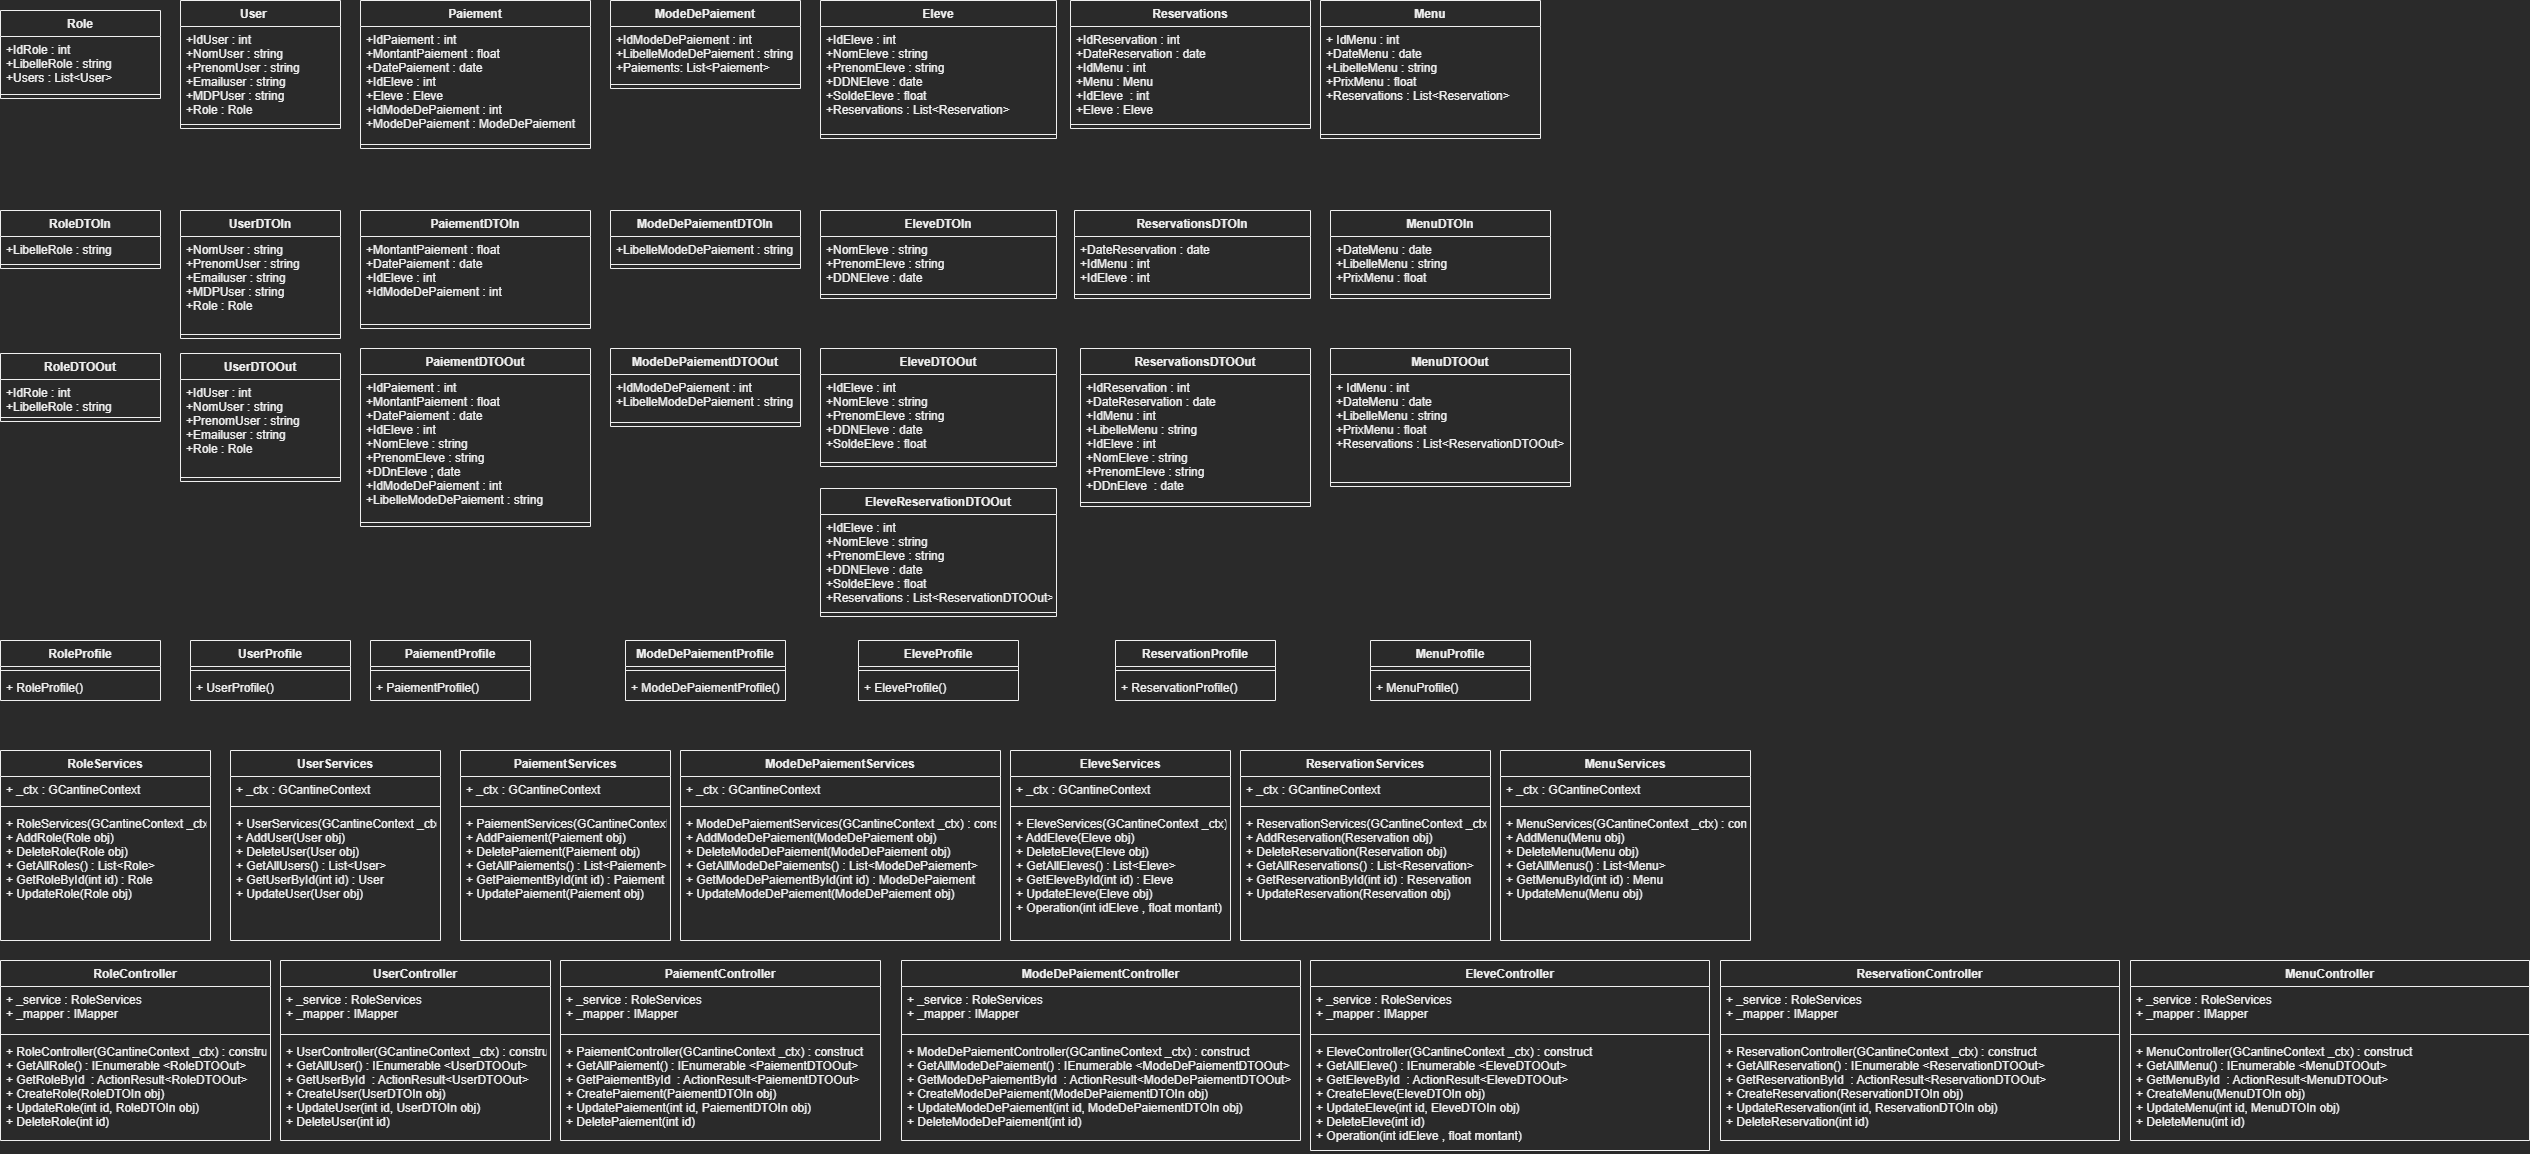 Role
+IdRole : int
+LibelleRole : string
+Users : List<User>
User
+IdUser : int
+NomUser : string
+PrenomUser : string
+Emailuser : string
+MDPUser : string
+Role : Role
Paiement
+IdPaiement : int
+MontantPaiement : float
+DatePaiement : date
+IdEleve : int
+Eleve : Eleve
+IdModeDePaiement : int
+ModeDePaiement : ModeDePaiement
ModeDePaiement
+IdModeDePaiement : int
+LibelleModeDePaiement : string
+Paiements: List<Paiement>
Eleve
+IdEleve : int
+NomEleve : string
+PrenomEleve : string
+DDNEleve : date
+SoldeEleve : float
+Reservations : List<Reservation>
Reservations
+IdReservation : int
+DateReservation : date
+IdMenu : int
+Menu : Menu
+IdEleve  : int
+Eleve : Eleve
Menu
+ IdMenu : int
+DateMenu : date
+LibelleMenu : string
+PrixMenu : float
+Reservations : List<Reservation>
RoleDTOIn
+LibelleRole : string
UserDTOIn
+NomUser : string
+PrenomUser : string
+Emailuser : string
+MDPUser : string
+Role : Role
PaiementDTOIn
+MontantPaiement : float
+DatePaiement : date
+IdEleve : int
+IdModeDePaiement : int
ModeDePaiementDTOIn
+LibelleModeDePaiement : string
EleveDTOIn
+NomEleve : string
+PrenomEleve : string
+DDNEleve : date
ReservationsDTOIn
+DateReservation : date
+IdMenu : int
+IdEleve : int
MenuDTOIn
+DateMenu : date
+LibelleMenu : string
+PrixMenu : float
RoleDTOOut
+IdRole : int
+LibelleRole : string
UserDTOOut
+IdUser : int
+NomUser : string
+PrenomUser : string
+Emailuser : string
+Role : Role
PaiementDTOOut
+IdPaiement : int
+MontantPaiement : float
+DatePaiement : date
+IdEleve : int
+NomEleve : string
+PrenomEleve : string
+DDnEleve ; date
+IdModeDePaiement : int
+LibelleModeDePaiement : string
ModeDePaiementDTOOut
+IdModeDePaiement : int
+LibelleModeDePaiement : string
EleveDTOOut
+IdEleve : int
+NomEleve : string
+PrenomEleve : string
+DDNEleve : date
+SoldeEleve : float
ReservationsDTOOut
+IdReservation : int
+DateReservation : date
+IdMenu : int
+LibelleMenu : string
+IdEleve : int
+NomEleve : string
+PrenomEleve : string
+DDnEleve  : date
MenuDTOOut
+ IdMenu : int
+DateMenu : date
+LibelleMenu : string
+PrixMenu : float
+Reservations : List<ReservationDTOOut>
EleveReservationDTOOut
+IdEleve : int
+NomEleve : string
+PrenomEleve : string
+DDNEleve : date
+SoldeEleve : float
+Reservations : List<ReservationDTOOut>
RoleProfile
+ RoleProfile()
UserProfile
+ UserProfile()
PaiementProfile
+ PaiementProfile()
ModeDePaiementProfile
+ ModeDePaiementProfile()
EleveProfile
+ EleveProfile()
ReservationProfile
+ ReservationProfile()
MenuProfile
+ MenuProfile()
RoleServices
+ _ctx : GCantineContext
+ RoleServices(GCantineContext _ctx
+ AddRole(Role obj)
+ DeleteRole(Role obj)
+ GetAllRoles() : List<Role>
+ GetRoleById(int id) : Role
+ UpdateRole(Role obj)
UserServices
+ _ctx : GCantineContext
+ UserServices(GCantineContext _ctx
+ AddUser(User obj)
+ DeleteUser(User obj)
+ GetAllUsers() : List<User>
+ GetUserById(int id) : User
+ UpdateUser(User obj)
PaiementServices
+ _ctx : GCantineContext
+ PaiementServices(GCantineContext
+ AddPaiement(Paiement obj)
+ DeletePaiement(Paiement obj)
+ GetAllPaiements() : List<Paiement>
+ GetPaiementById(int id) : Paiement
+ UpdatePaiement(Paiement obj)
ModeDePaiementServices
+ _ctx : GCantineContext
+ ModeDePaiementServices(GCantineContext _ctx) : cons
+ AddModeDePaiement(ModeDePaiement obj)
+ DeleteModeDePaiement(ModeDePaiement obj)
+ GetAllModeDePaiements() : List<ModeDePaiement>
+ GetModeDePaiementById(int id) : ModeDePaiement
+ UpdateModeDePaiement(ModeDePaiement obj)
EleveServices
+ _ctx : GCantineContext
+ EleveServices(GCantineContext _ctx)
+ AddEleve(Eleve obj)
+ DeleteEleve(Eleve obj)
+ GetAllEleves() : List<Eleve>
+ GetEleveById(int id) : Eleve
+ UpdateEleve(Eleve obj)
+ Operation(int idEleve , float montant)
ReservationServices
+ _ctx : GCantineContext
+ ReservationServices(GCantineContext _ctx
+ AddReservation(Reservation obj)
+ DeleteReservation(Reservation obj)
+ GetAllReservations() : List<Reservation>
+ GetReservationById(int id) : Reservation
+ UpdateReservation(Reservation obj)
MenuServices
+ _ctx : GCantineContext
+ MenuServices(GCantineContext _ctx) : con
+ AddMenu(Menu obj)
+ DeleteMenu(Menu obj)
+ GetAllMenus() : List<Menu>
+ GetMenuById(int id) : Menu
+ UpdateMenu(Menu obj)
RoleController
+ _service : RoleServices
+ _mapper : IMapper
+ RoleController(GCantineContext _ctx) : constru
+ GetAllRole() : IEnumerable <RoleDTOOut>
+ GetRoleById  : ActionResult<RoleDTOOut>
+ CreateRole(RoleDTOIn obj)
+ UpdateRole(int id, RoleDTOIn obj)
+ DeleteRole(int id)
UserController
+ _service : RoleServices
+ _mapper : IMapper
+ UserController(GCantineContext _ctx) : constru
+ GetAllUser() : IEnumerable <UserDTOOut>
+ GetUserById  : ActionResult<UserDTOOut>
+ CreateUser(UserDTOIn obj)
+ UpdateUser(int id, UserDTOIn obj)
+ DeleteUser(int id)
PaiementController
+ _service : RoleServices
+ _mapper : IMapper
+ PaiementController(GCantineContext _ctx) : construct
+ GetAllPaiement() : IEnumerable <PaiementDTOOut>
+ GetPaiementById  : ActionResult<PaiementDTOOut>
+ CreatePaiement(PaiementDTOIn obj)
+ UpdatePaiement(int id, PaiementDTOIn obj)
+ DeletePaiement(int id)
ModeDePaiementController
+ _service : RoleServices
+ _mapper : IMapper
+ ModeDePaiementController(GCantineContext _ctx) : construct
+ GetAllModeDePaiement() : IEnumerable <ModeDePaiementDTOOut>
+ GetModeDePaiementById  : ActionResult<ModeDePaiementDTOOut>
+ CreateModeDePaiement(ModeDePaiementDTOIn obj)
+ UpdateModeDePaiement(int id, ModeDePaiementDTOIn obj)
+ DeleteModeDePaiement(int id)
EleveController
+ _service : RoleServices
+ _mapper : IMapper
+ EleveController(GCantineContext _ctx) : construct
+ GetAllEleve() : IEnumerable <EleveDTOOut>
+ GetEleveById  : ActionResult<EleveDTOOut>
+ CreateEleve(EleveDTOIn obj)
+ UpdateEleve(int id, EleveDTOIn obj)
+ DeleteEleve(int id)
+ Operation(int idEleve , float montant)
ReservationController
+ _service : RoleServices
+ _mapper : IMapper
+ ReservationController(GCantineContext _ctx) : construct
+ GetAllReservation() : IEnumerable <ReservationDTOOut>
+ GetReservationById  : ActionResult<ReservationDTOOut>
+ CreateReservation(ReservationDTOIn obj)
+ UpdateReservation(int id, ReservationDTOIn obj)
+ DeleteReservation(int id)
MenuController
+ _service : RoleServices
+ _mapper : IMapper
+ MenuController(GCantineContext _ctx) : construct
+ GetAllMenu() : IEnumerable <MenuDTOOut>
+ GetMenuById  : ActionResult<MenuDTOOut>
+ CreateMenu(MenuDTOIn obj)
+ UpdateMenu(int id, MenuDTOIn obj)
+ DeleteMenu(int id)